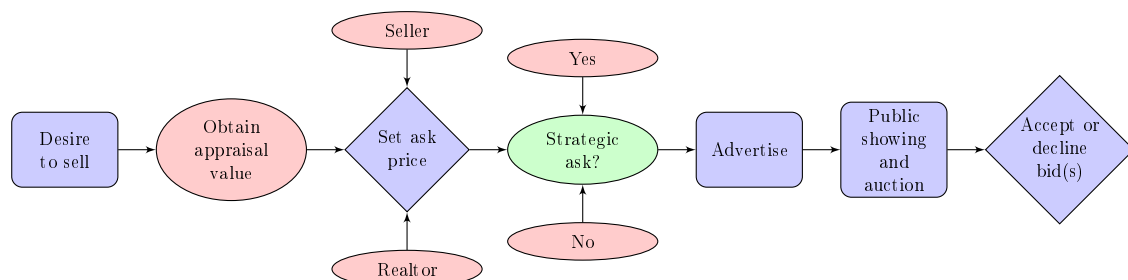 Seller
Yes
Desire
to sell
Obtain
appraisal
value
Set ask
price
Strategic
ask?
Advertise
Public
showing
and
auction
Accept or
decline
bid(s)
No
Realtor